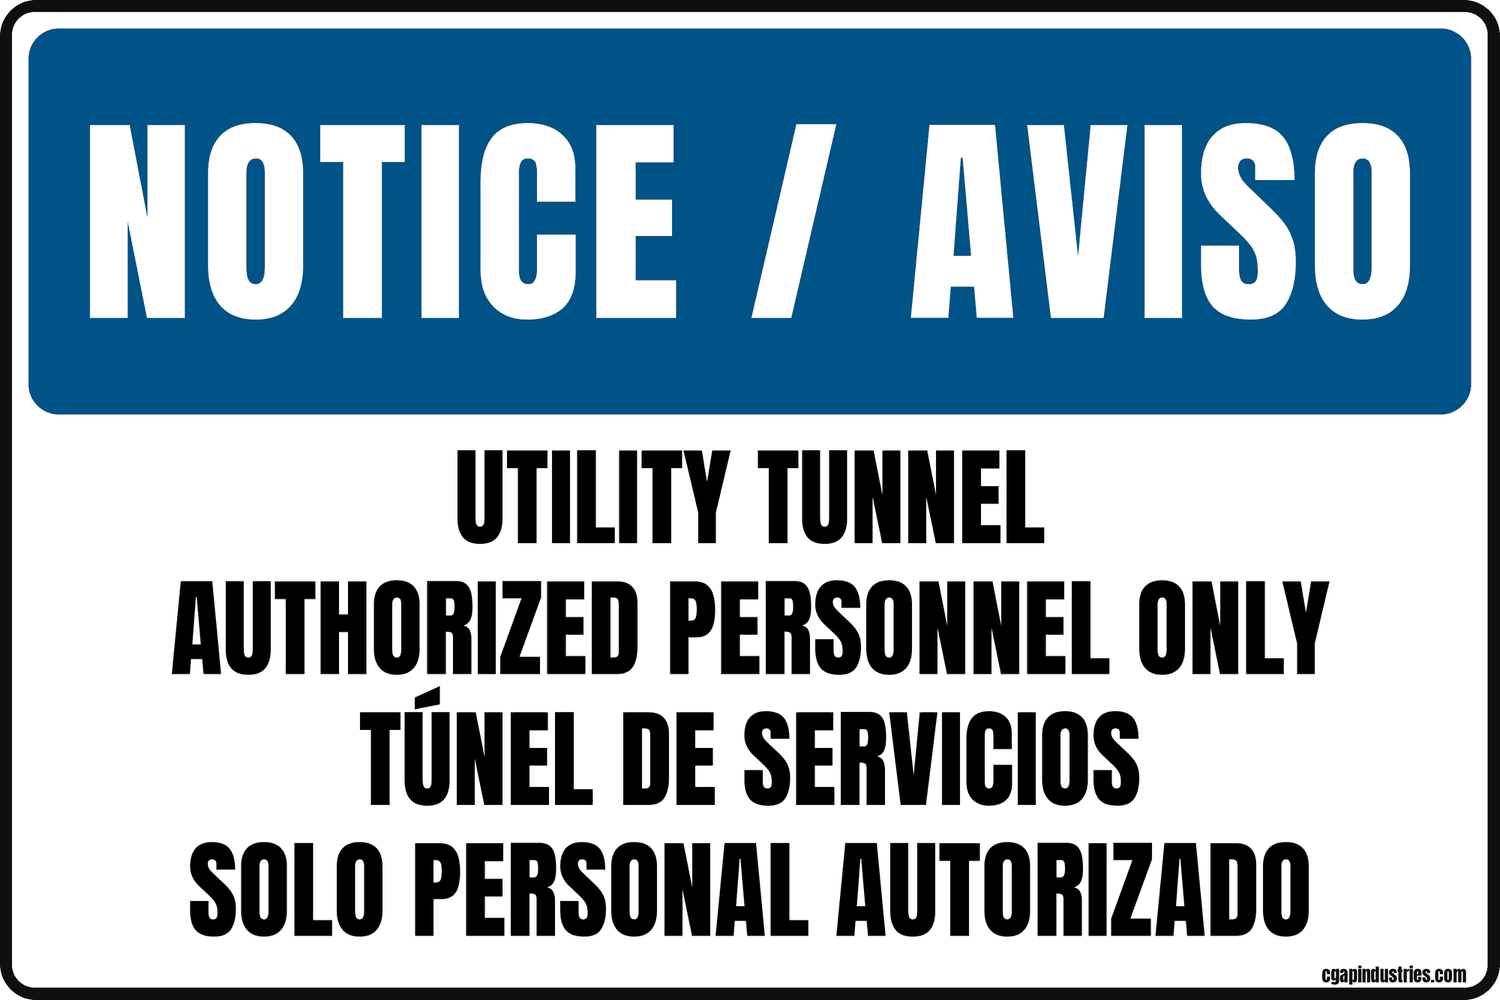 NOTICE / AVISO
UTILITY TUNNEL
AUTHORIZED PERSONNEL ONLY
TÚNEL DE SERVICIOS
SOLO PERSONAL AUTORIZADO
cgapindustries.com